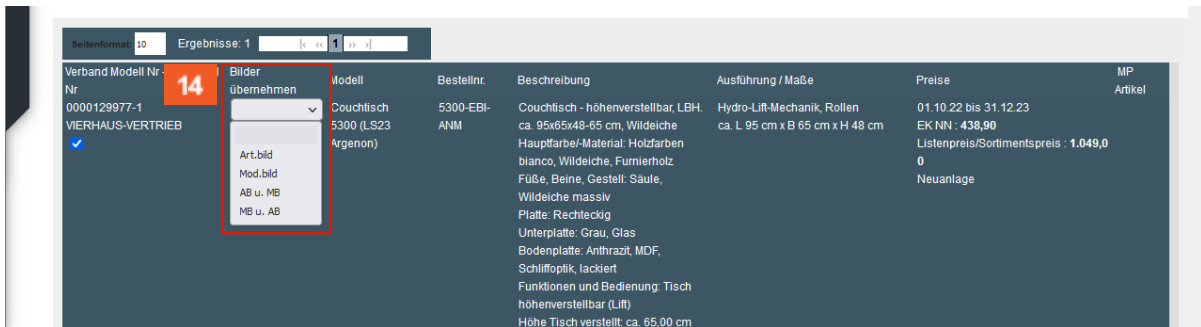 Seitenformat: 10 Ergebnisse: 1 |‹ ‹‹ 1 ›› ›|
Verband Modell Nr -
Nr
14
Bilder
übernehmen
Modell
Bestellnr.
Beschreibung
Ausführung / Maße
Preise
MP
Artikel
0000129977-1
VIERHAUS-VERTRIEB
Art.bild
Mod.bild
AB u. MB
MB u. AB
Couchtisch
5300 (LS23
Argenon)
5300-EBI-
ANM
Couchtisch - höhenverstellbar, LBH.
ca. 95x65x48-65 cm, Wildeiche
Hauptfarbe/-Material: Holzfarben
bianco, Wildeiche, Furnierholz
Füße, Beine, Gestell: Säule,
Wildeiche massiv
Platte: Rechteckig
Unterplatte: Grau, Glas
Bodenplatte: Anthrazit, MDF,
Schliffoptik, lackiert
Funktionen und Bedienung: Tisch
höhenverstellbar (Lift)
Höhe Tisch verstellt: ca. 65,00 cm
Hydro-Lift-Mechanik, Rollen
ca. L 95 cm x B 65 cm x H 48 cm
01.10.22 bis 31.12.23
EK NN : 438,90
Listenpreis/Sortimentspreis : 1.049,0
0
Neuanlage